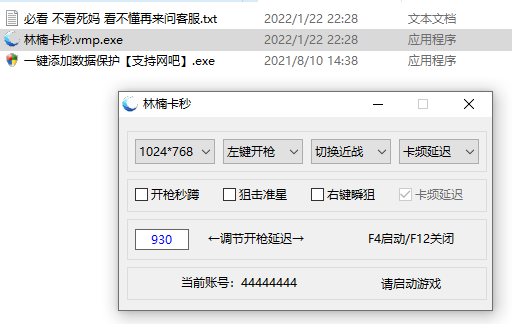 必看 不看死妈 看不懂再来问客服.txt 2022/1/22 22:28 文本文档
林楠卡秒.vmp.exe 2022/1/22 22:28 应用程序
一键添加数据保护【支持网吧】.exe 2021/8/10 14:38 应用程序
林楠卡秒
1024*768 左键开枪 切换近战 卡频延迟
开枪秒蹲 狙击准星 右键瞬狙 卡频延迟
930 ←调节开枪延迟→ F4启动/F12关闭
当前账号：44444444 请启动游戏